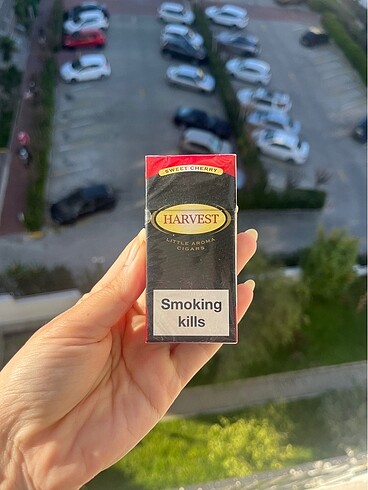 SWEET CHERRY
HARVEST
LITTLE AROMA
CIGARS
Smoking
kills